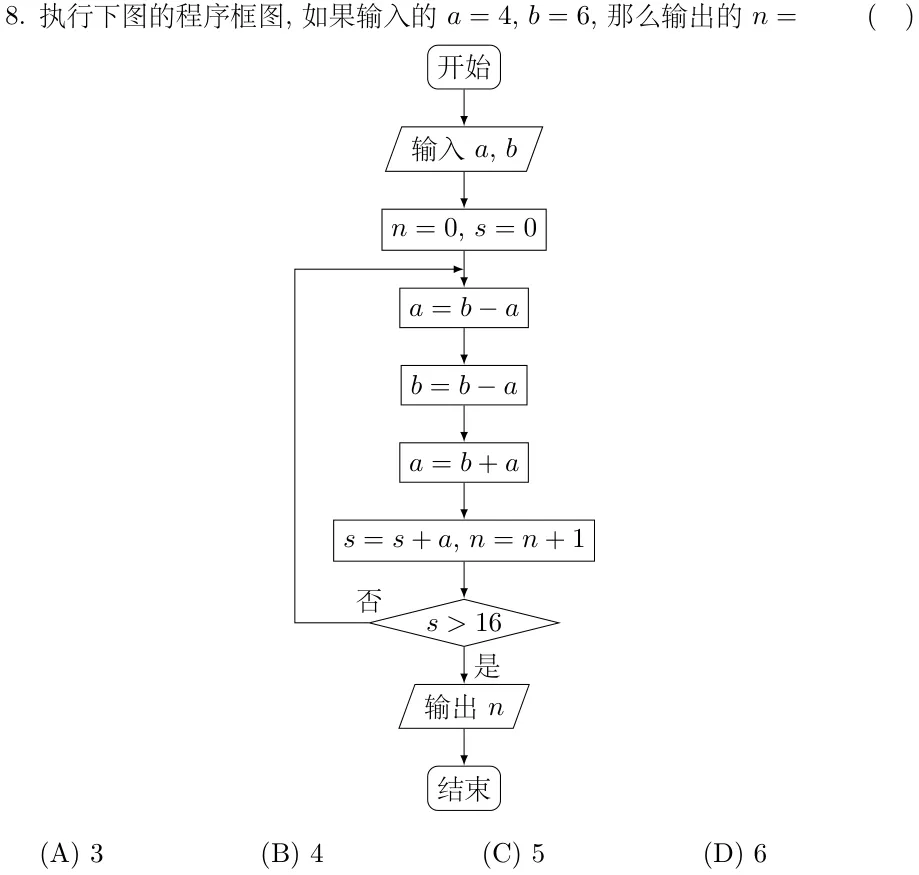 8. 执行下图的程序框图, 如果输入的 a = 4, b = 6, 那么输出的 n = ( )
开始
输入 a, b
n = 0, s = 0
a = b − a
b = b − a
a = b + a
s = s + a, n = n + 1
否
s > 16
是
输出 n
结束
(A) 3 (B) 4 (C) 5 (D) 6